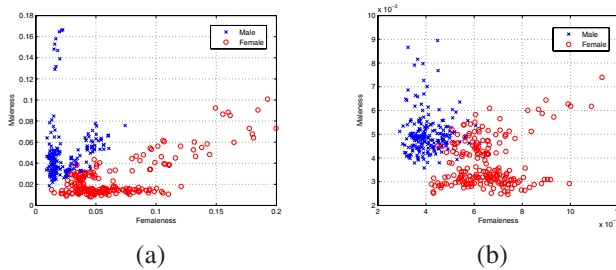 0.18
0.16
0.14
0.12
0.1
0.08
0.06
0.04
0.02
0
0 0.05 0.1 0.15 0.2
Maleness
Femaleness
Male
Female
(a)
x 10⁻³
10
9
8
7
6
5
4
3
2
2 4 6 8 10
Maleness
Femaleness
x 10⁻
Male
Female
(b)